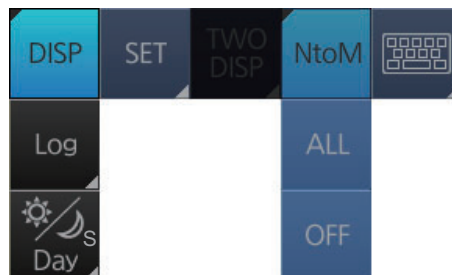 DISP
SET
TWO
DISP
NtoM
Log
ALL
S
Day
OFF